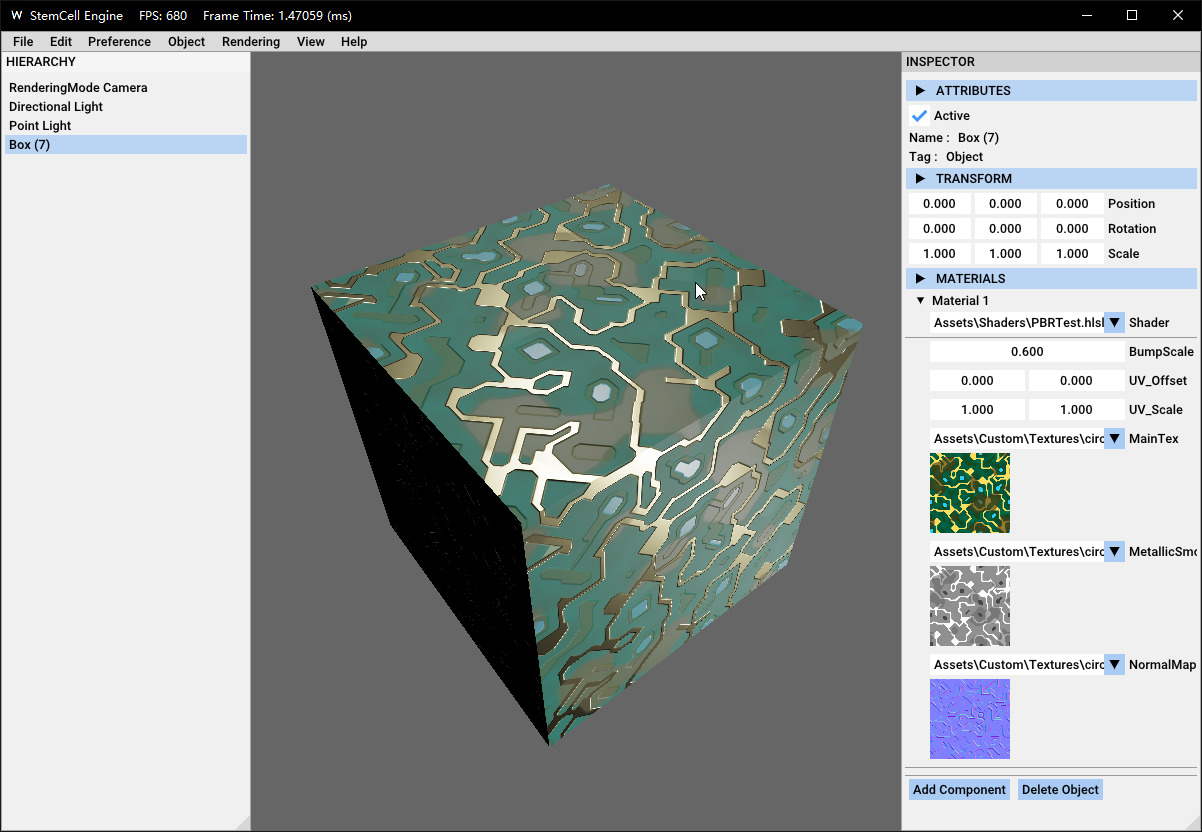 W StemCell Engine FPS: 680 Frame Time: 1.47059 (ms)
File Edit Preference Object Rendering View Help
HIERARCHY
RenderingMode Camera
Directional Light
Point Light
Box (7)
INSPECTOR
ATTRIBUTES
Active
Name : Box (7)
Tag : Object
TRANSFORM
0.000 0.000 0.000 Position
0.000 0.000 0.000 Rotation
1.000 1.000 1.000 Scale
MATERIALS
Material 1
Assets\Shaders\PBRTest.hlsl Shader
0.600 BumpScale
0.000 0.000 UV_Offset
1.000 1.000 UV_Scale
Assets\Custom\Textures\circ MainTex
Assets\Custom\Textures\circ MetallicSmo
Assets\Custom\Textures\circ NormalMap
Add Component Delete Object